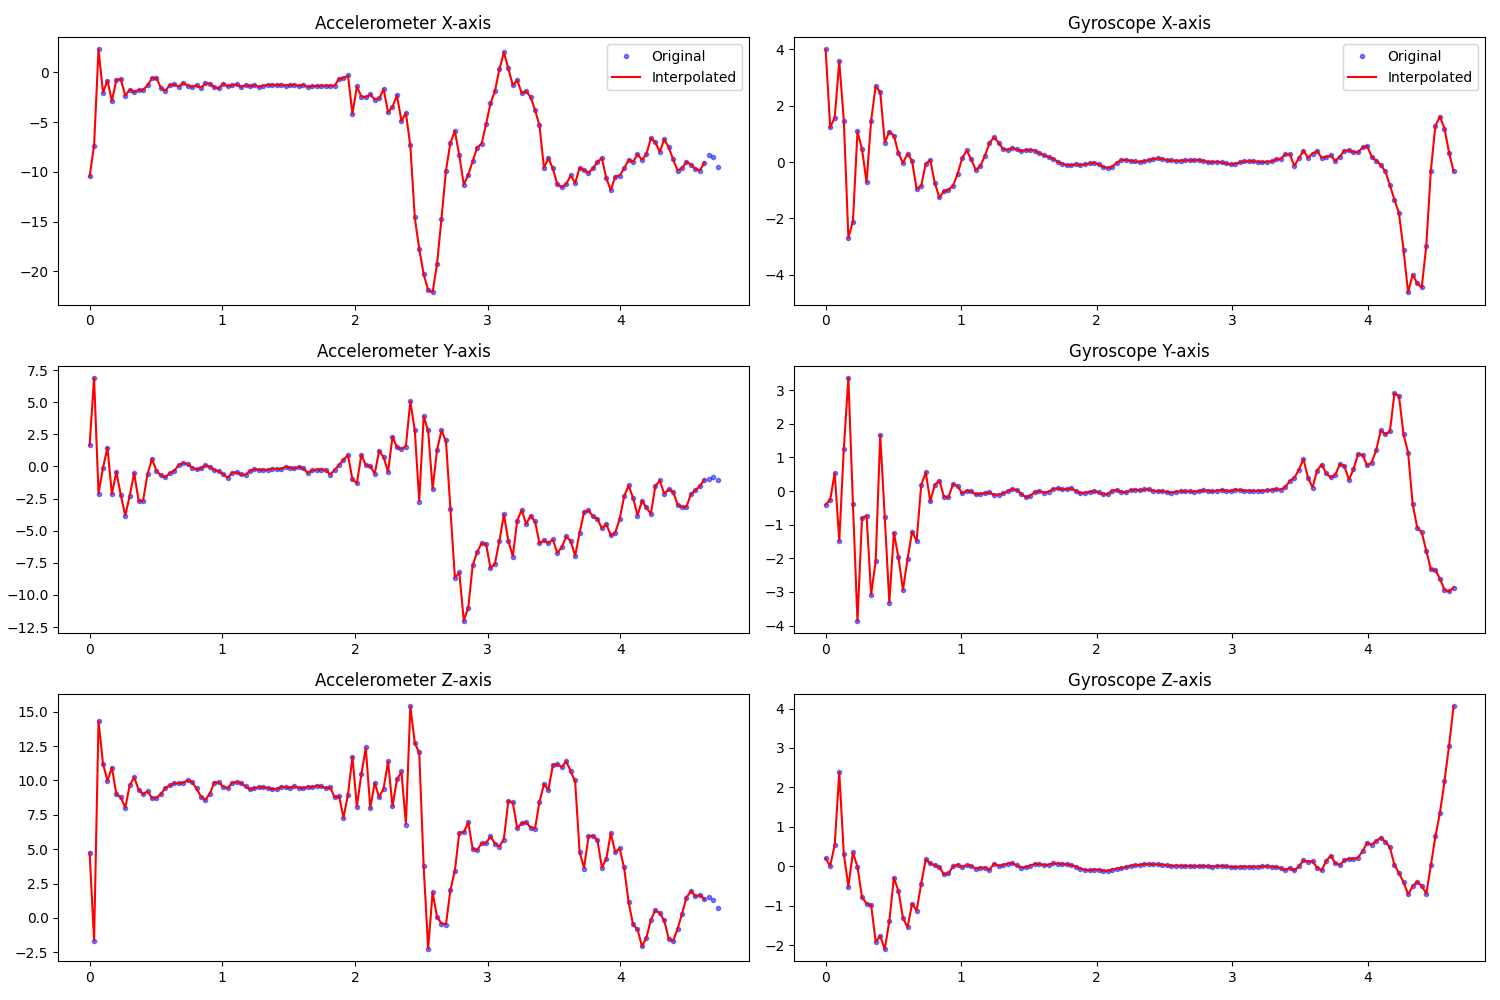 Accelerometer X-axis
0
−5
−10
−15
−20
0 1 2 3 4
Original
Interpolated
Gyroscope X-axis
4
2
0
−2
−4
0 1 2 3 4
Original
Interpolated
Accelerometer Y-axis
7.5
5.0
2.5
0.0
−2.5
−5.0
−7.5
−10.0
−12.5
0 1 2 3 4
Gyroscope Y-axis
3
2
1
0
−1
−2
−3
−4
0 1 2 3 4
Accelerometer Z-axis
15.0
12.5
10.0
7.5
5.0
2.5
0.0
−2.5
0 1 2 3 4
Gyroscope Z-axis
4
3
2
1
0
−1
−2
0 1 2 3 4